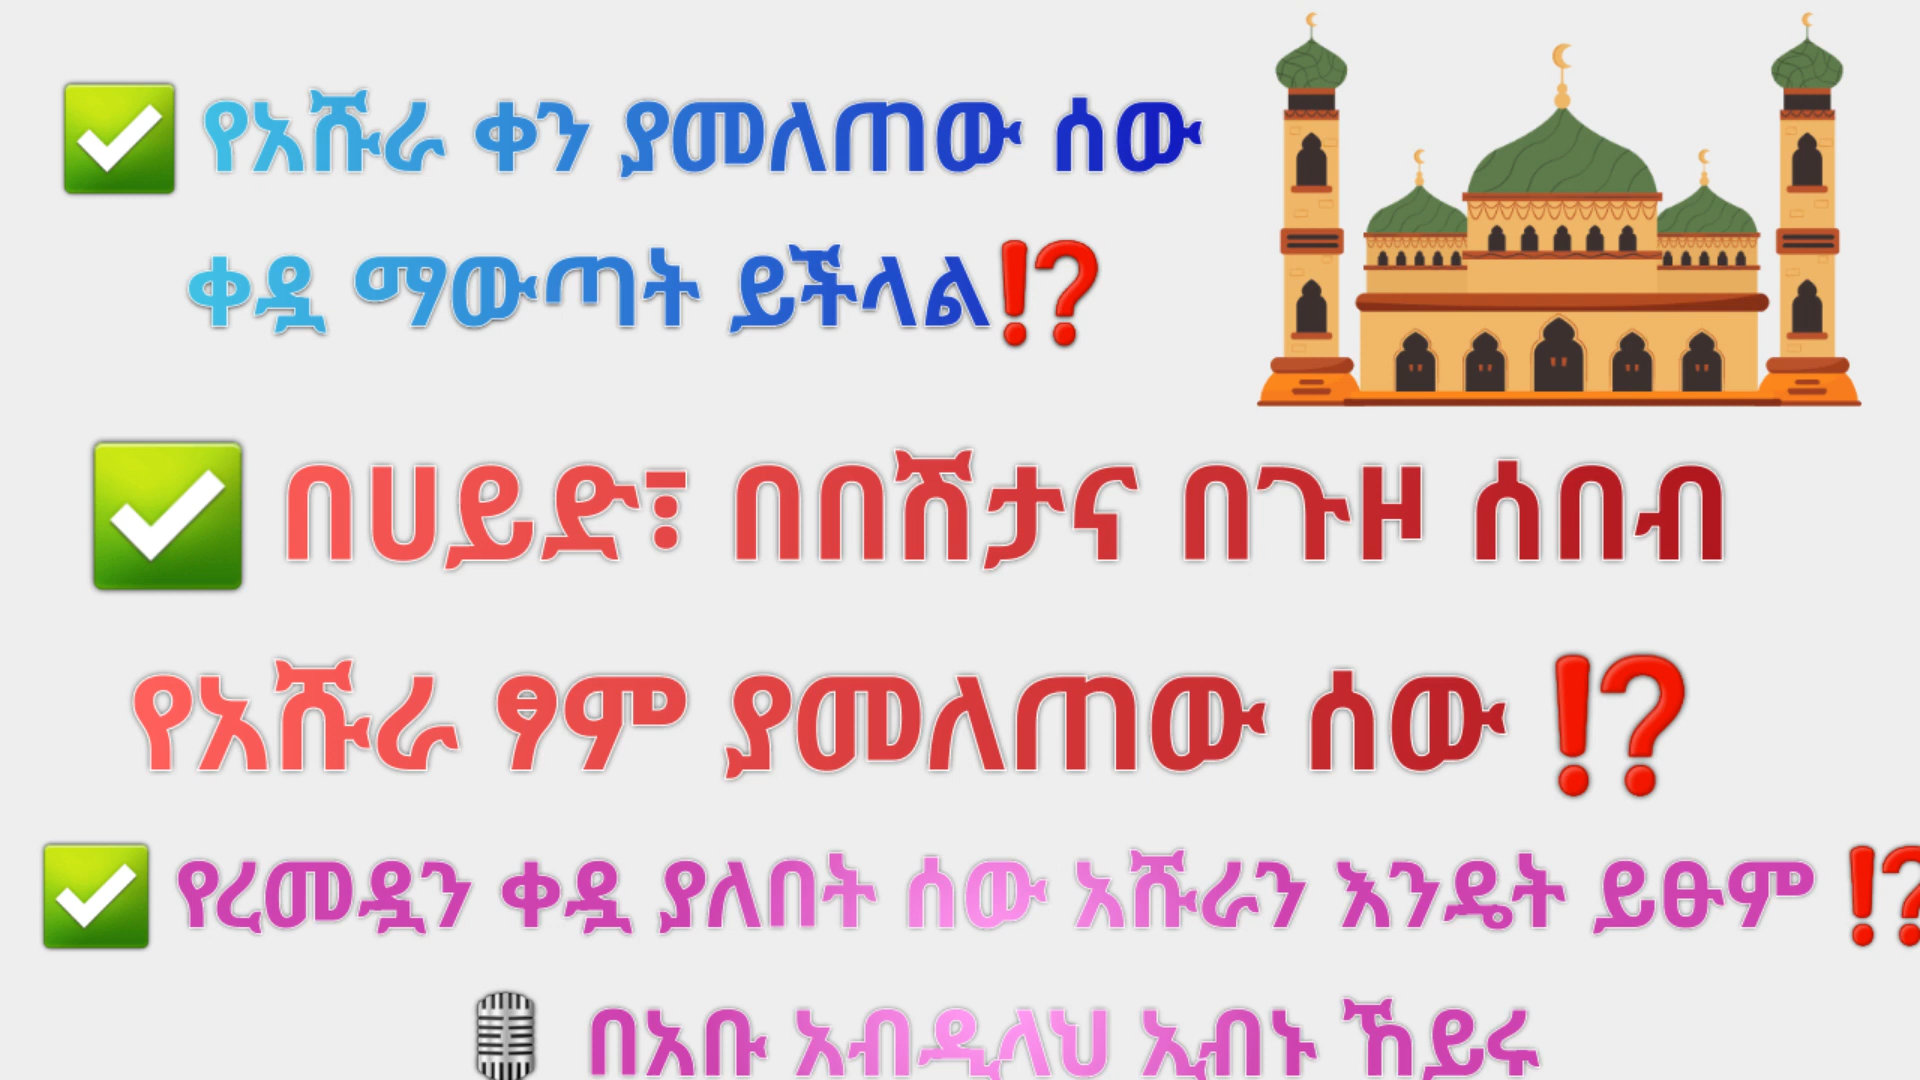 ✅ የአሹራ ቀን ያመለጠው ሰው
ቀዷ ማውጣት ይችላል⁉️
✅ በሀይድ፣ በበሽታና በጉዞ ሰበብ
የአሹራ ፃም ያመለጠው ሰው ⁉️
✅ የረመዷን ቀዷ ያለበት ሰው አሹራን እንዴት ይፁም ⁉️
🎙 በአቡ አብዲላህ ኢብኑ ኸይሩ